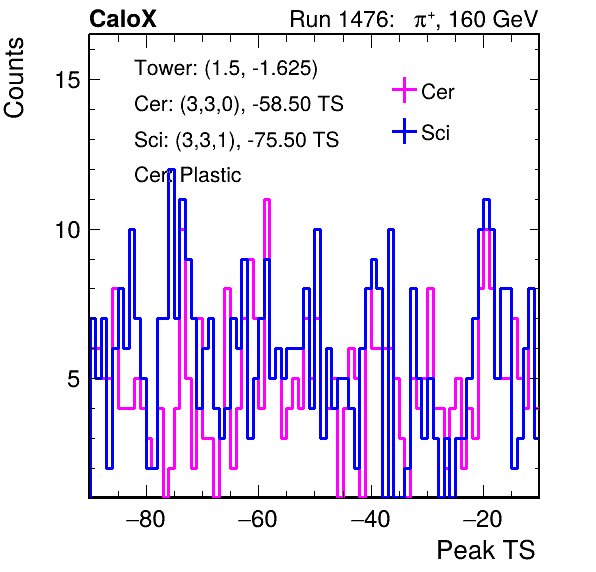 CaloX Run 1476: π⁺, 160 GeV
Counts
15
10
5
Tower: (1.5, -1.625)
Cer: (3,3,0), -58.50 TS
Sci: (3,3,1), -75.50 TS
Cer: Plastic
Cer
Sci
−80 −60 −40 −20
Peak TS